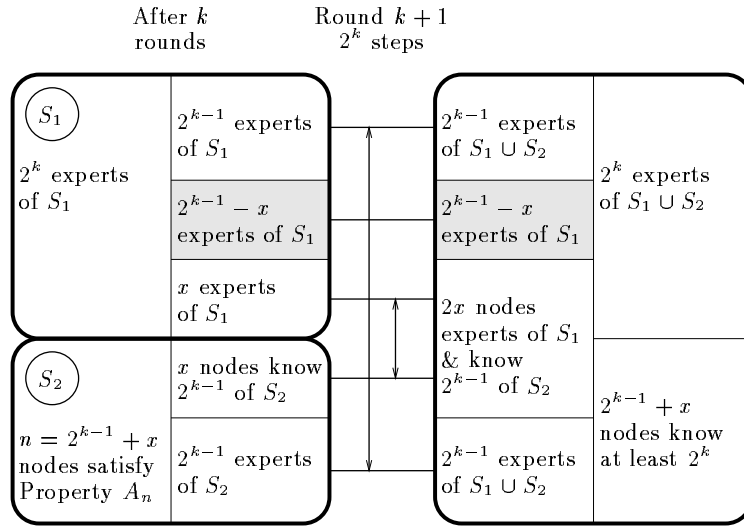 After k
rounds
Round k + 1
2^k steps
S_1
2^k experts
of S_1
2^{k−1} experts
of S_1
2^{k−1} − x
experts of S_1
x experts
of S_1
S_2
n = 2^{k−1} + x
nodes satisfy
Property A_n
x nodes know
2^{k−1} of S_2
2^{k−1} experts
of S_2
2^{k−1} experts
of S_1 ∪ S_2
2^{k−1} − x
experts of S_1
2x nodes
experts of S_1
& know
2^{k−1} of S_2
2^{k−1} experts
of S_1 ∪ S_2
2^k experts
of S_1 ∪ S_2
2^{k−1} + x
nodes know
at least 2^k